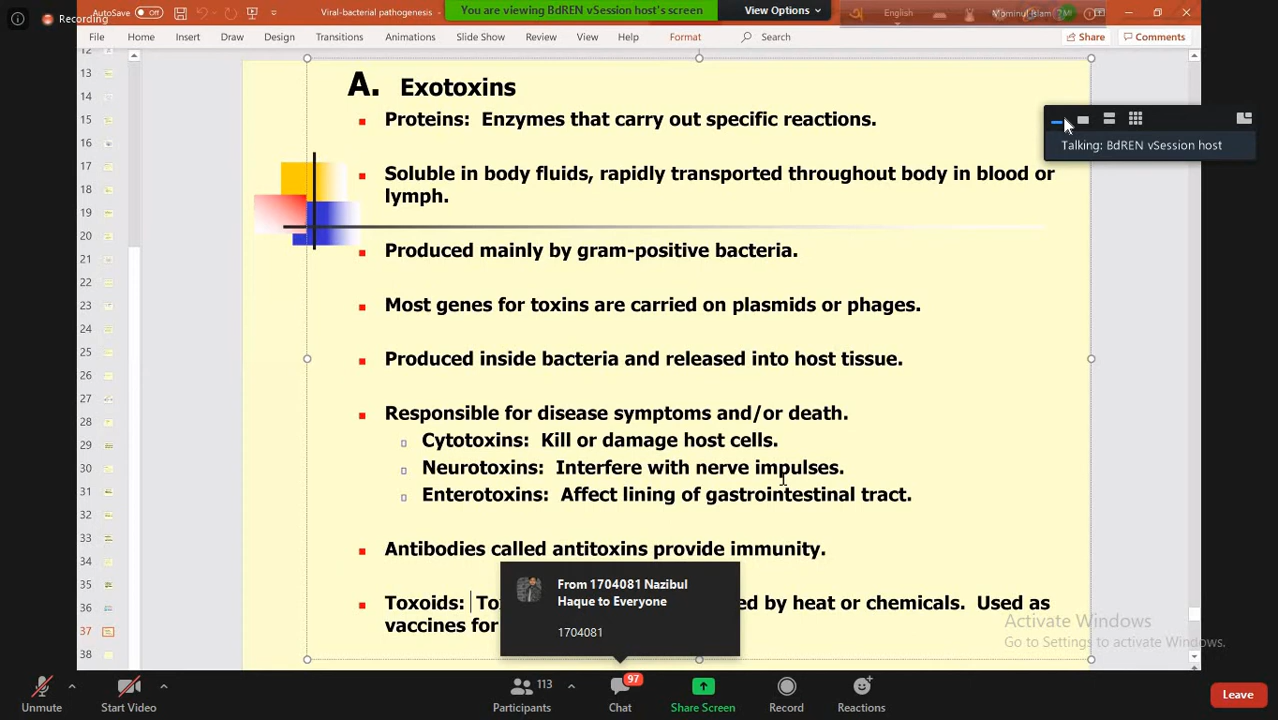 Recording
AutoSave Off
Viral-bacterial pathogenesis
You are viewing BdREN vSession host's screen
View Options
English
Mominul Islam
File Home Insert Draw Design Transitions Animations Slide Show Review View Help Format Search Share Comments
Talking: BdREN vSession host
A. Exotoxins
Proteins: Enzymes that carry out specific reactions.
Soluble in body fluids, rapidly transported throughout body in blood or
lymph.
Produced mainly by gram-positive bacteria.
Most genes for toxins are carried on plasmids or phages.
Produced inside bacteria and released into host tissue.
Responsible for disease symptoms and/or death.
Cytotoxins: Kill or damage host cells.
Neurotoxins: Interfere with nerve impulses.
Enterotoxins: Affect lining of gastrointestinal tract.
Antibodies called antitoxins provide immunity.
Toxoids: ed by heat or chemicals. Used as
vaccines for
From 1704081 Nazibul
Haque to Everyone
1704081
Activate Windows
Go to Settings to activate Windows.
12
13
14
15
16
17
18
19
20
21
22
23
24
25
26
27
28
29
30
31
32
33
34
35
36
37
38
Unmute
Start Video
113
Participants
97
Chat
Share Screen
Record
Reactions
Leave